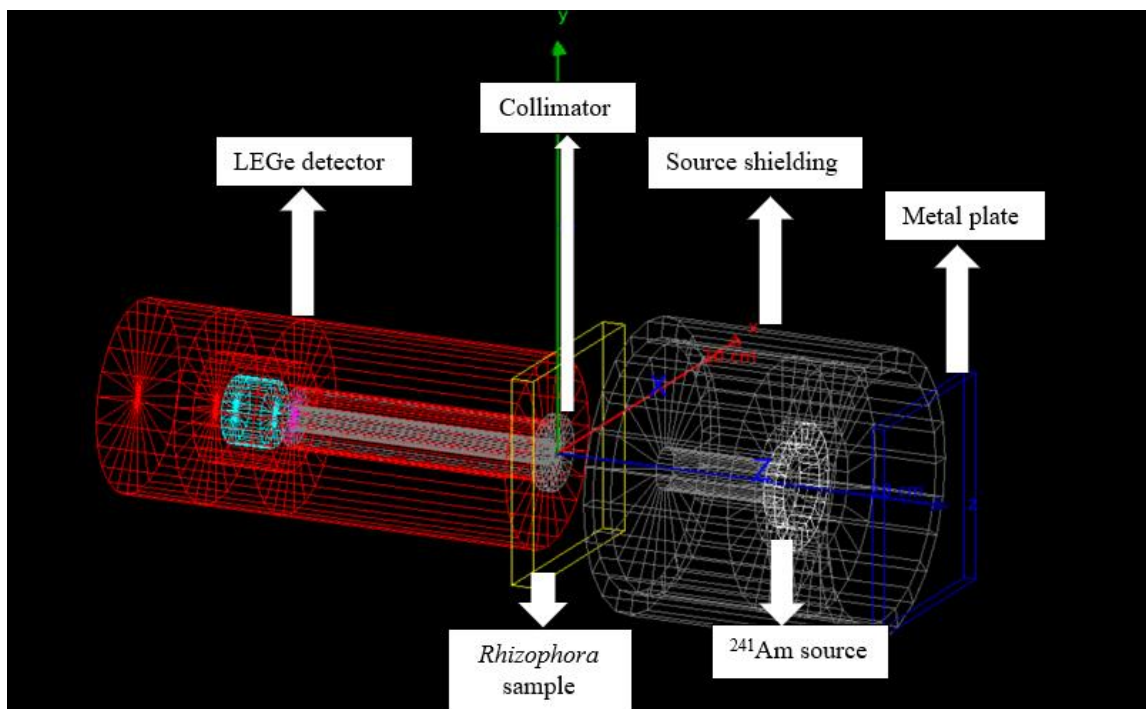 y
Collimator
LEGe detector
Source shielding
Metal plate
x
X
Z
z
Rhizophora
sample
²⁴¹Am source